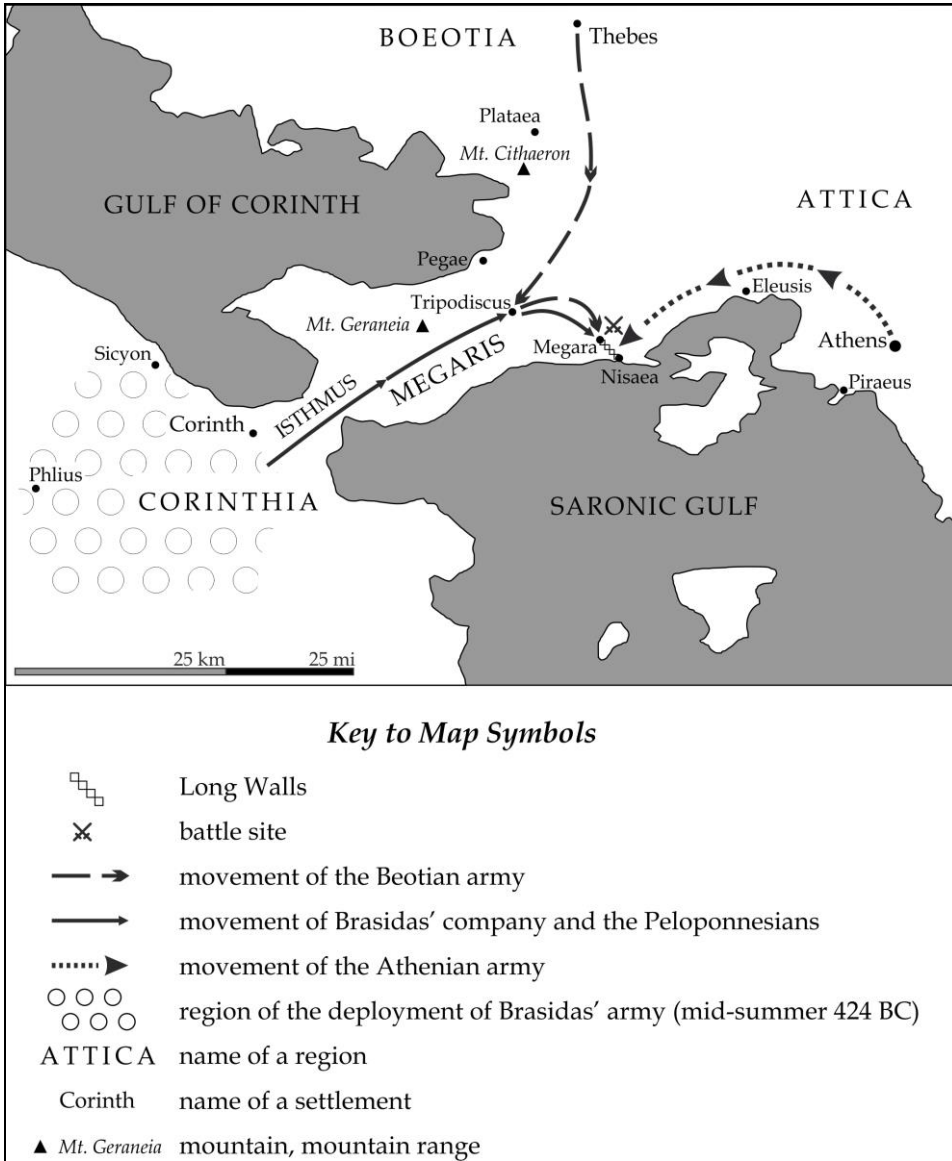 BOEOTIA
Thebes
Plataea
Mt. Cithaeron
GULF OF CORINTH
ATTICA
Pegae
Eleusis
Tripodiscus
Mt. Geraneia
Athens
Megara
Sicyon
MEGARIS
Nisaea
Piraeus
ISTHMUS
Corinth
Phlius
CORINTHIA
SARONIC GULF
25 km
25 mi
Key to Map Symbols
Long Walls
battle site
movement of the Beotian army
movement of Brasidas’ company and the Peloponnesians
movement of the Athenian army
region of the deployment of Brasidas’ army (mid-summer 424 BC)
ATTICA name of a region
Corinth name of a settlement
Mt. Geraneia mountain, mountain range